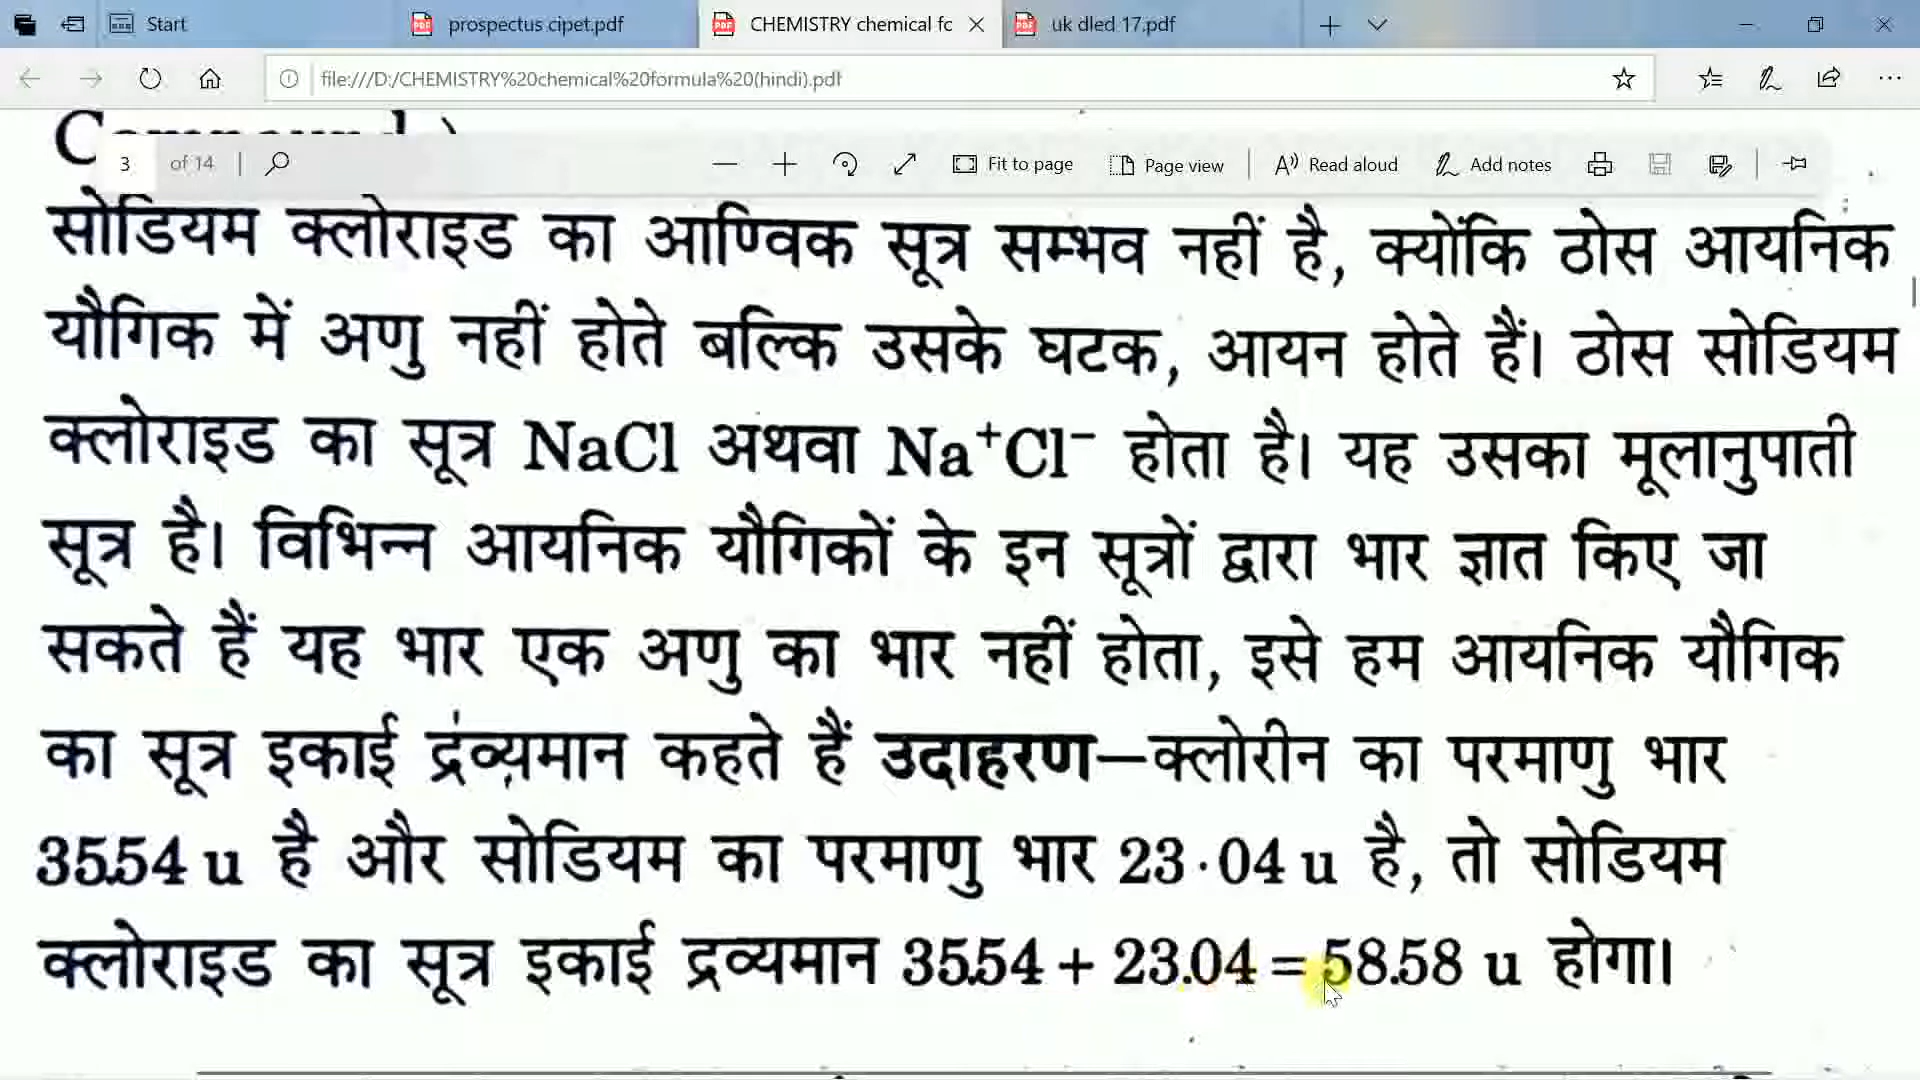 Start
prospectus cipet.pdf
CHEMISTRY chemical fc
uk dled 17.pdf
file:///D:/CHEMISTRY%20chemical%20formula%20(hindi).pdf
3 of 14
Fit to page
Page view
Read aloud
Add notes
सोडियम क्लोराइड का आण्विक सूत्र सम्भव नहीं है, क्योंकि ठोस आयनिक
यौगिक में अणु नहीं होते बल्कि उसके घटक, आयन होते हैं। ठोस सोडियम
क्लोराइड का सूत्र NaCl अथवा Na⁺Cl⁻ होता है। यह उसका मूलानुपाती
सूत्र है। विभिन्न आयनिक यौगिकों के इन सूत्रों द्वारा भार ज्ञात किए जा
सकते हैं यह भार एक अणु का भार नहीं होता, इसे हम आयनिक यौगिक
का सूत्र इकाई द्रव्यमान कहते हैं उदाहरण—क्लोरीन का परमाणु भार
35.54 u है और सोडियम का परमाणु भार 23·04 u है, तो सोडियम
क्लोराइड का सूत्र इकाई द्रव्यमान 35.54 + 23.04 = 58.58 u होगा।